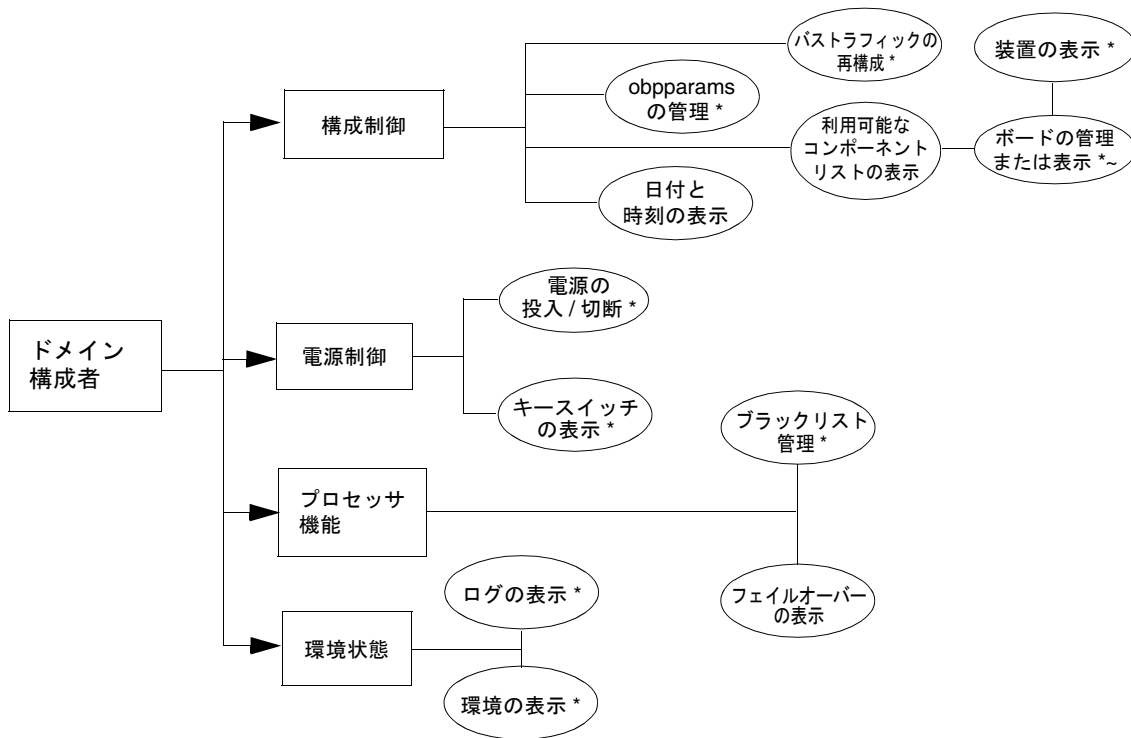 ドメイン
構成者
構成制御
バストラフィックの
再構成 *
obpparams
の管理 *
利用可能な
コンポーネント
リストの表示
装置の表示 *
ボードの管理
または表示 *~
日付と
時刻の表示
電源制御
電源の
投入 / 切断 *
キースイッチ
の表示 *
プロセッサ
機能
ブラックリスト
管理 *
フェイルオーバー
の表示
環境状態
ログの表示 *
環境の表示 *